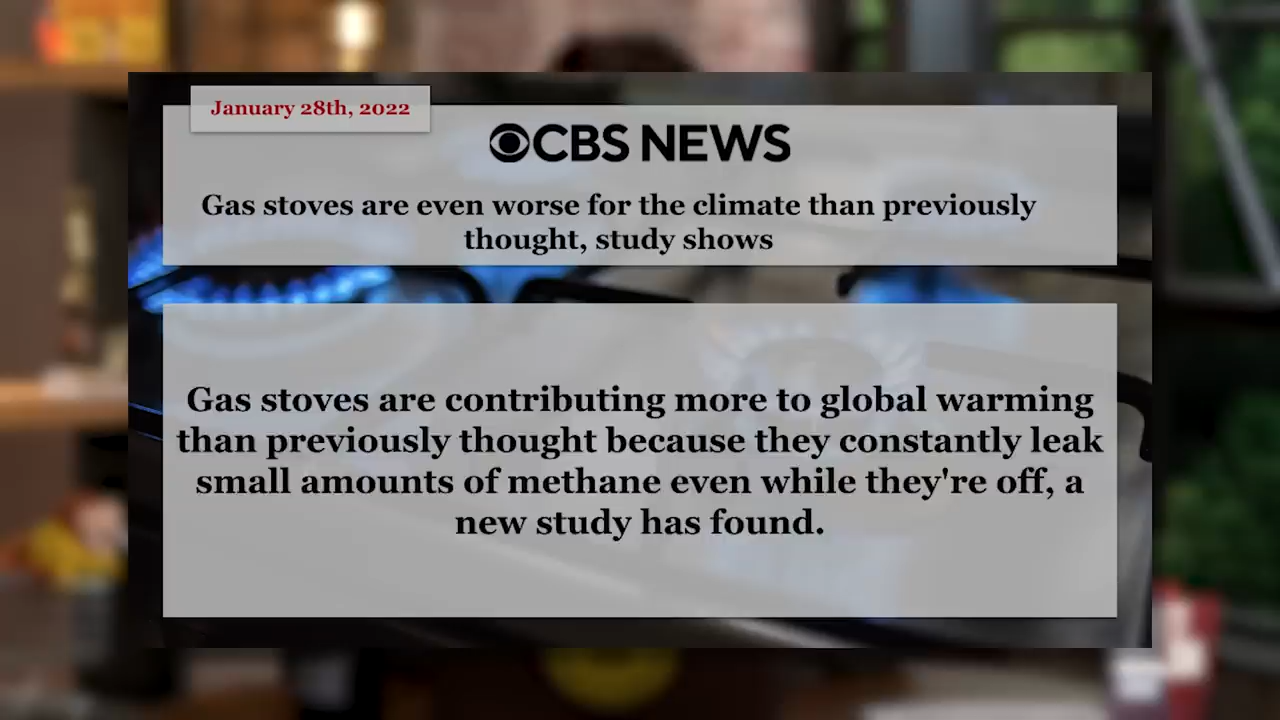 January 28th, 2022
CBS NEWS
Gas stoves are even worse for the climate than previously
thought, study shows
Gas stoves are contributing more to global warming
than previously thought because they constantly leak
small amounts of methane even while they're off, a
new study has found.